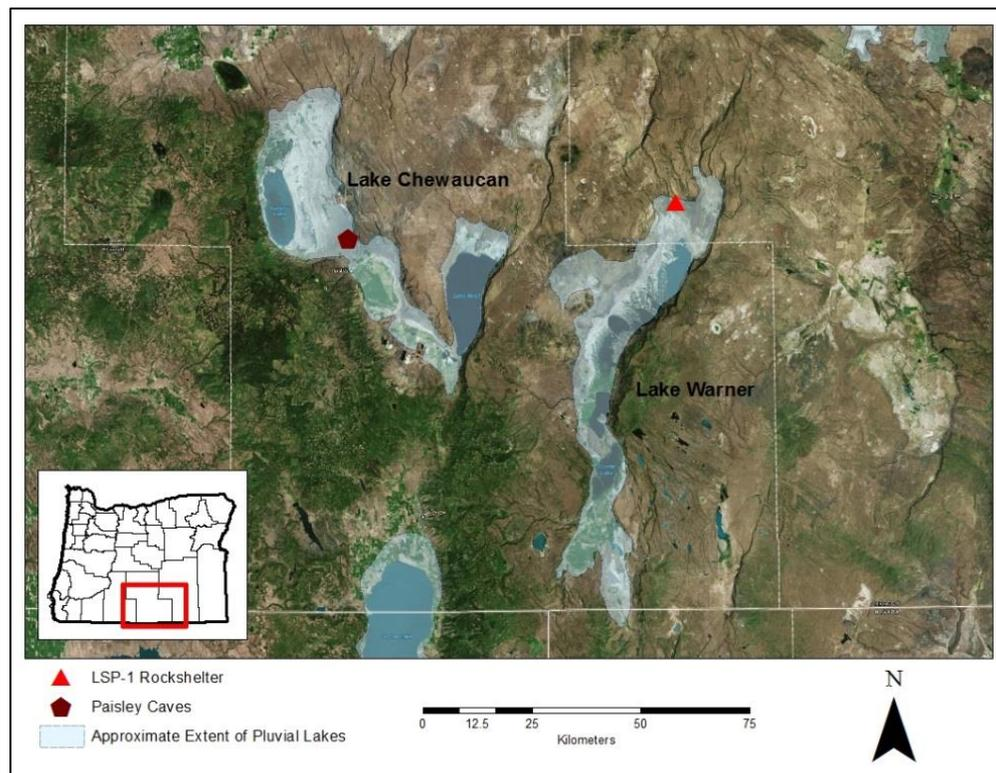 Lake Chewaucan
Lake Warner
LSP-1 Rockshelter
Paisley Caves
Approximate Extent of Pluvial Lakes
0 12.5 25 50 75
Kilometers
N